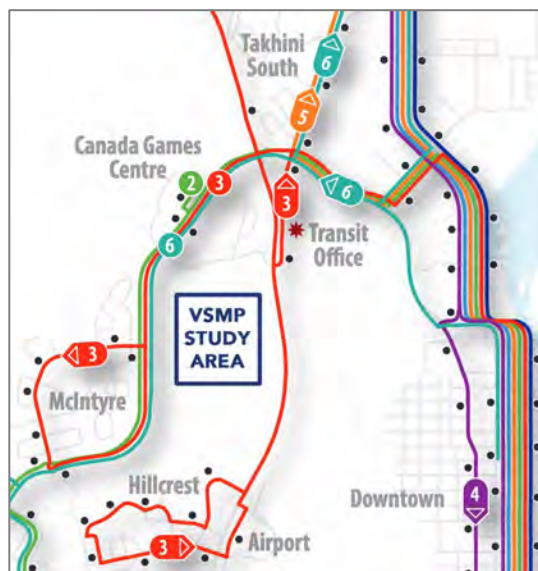 Takhini
South
6
5
Canada Games
Centre
2
3
6
3
6
Transit
Office
VSMP
STUDY
AREA
3
McIntyre
Hillcrest
Downtown
4
3
Airport